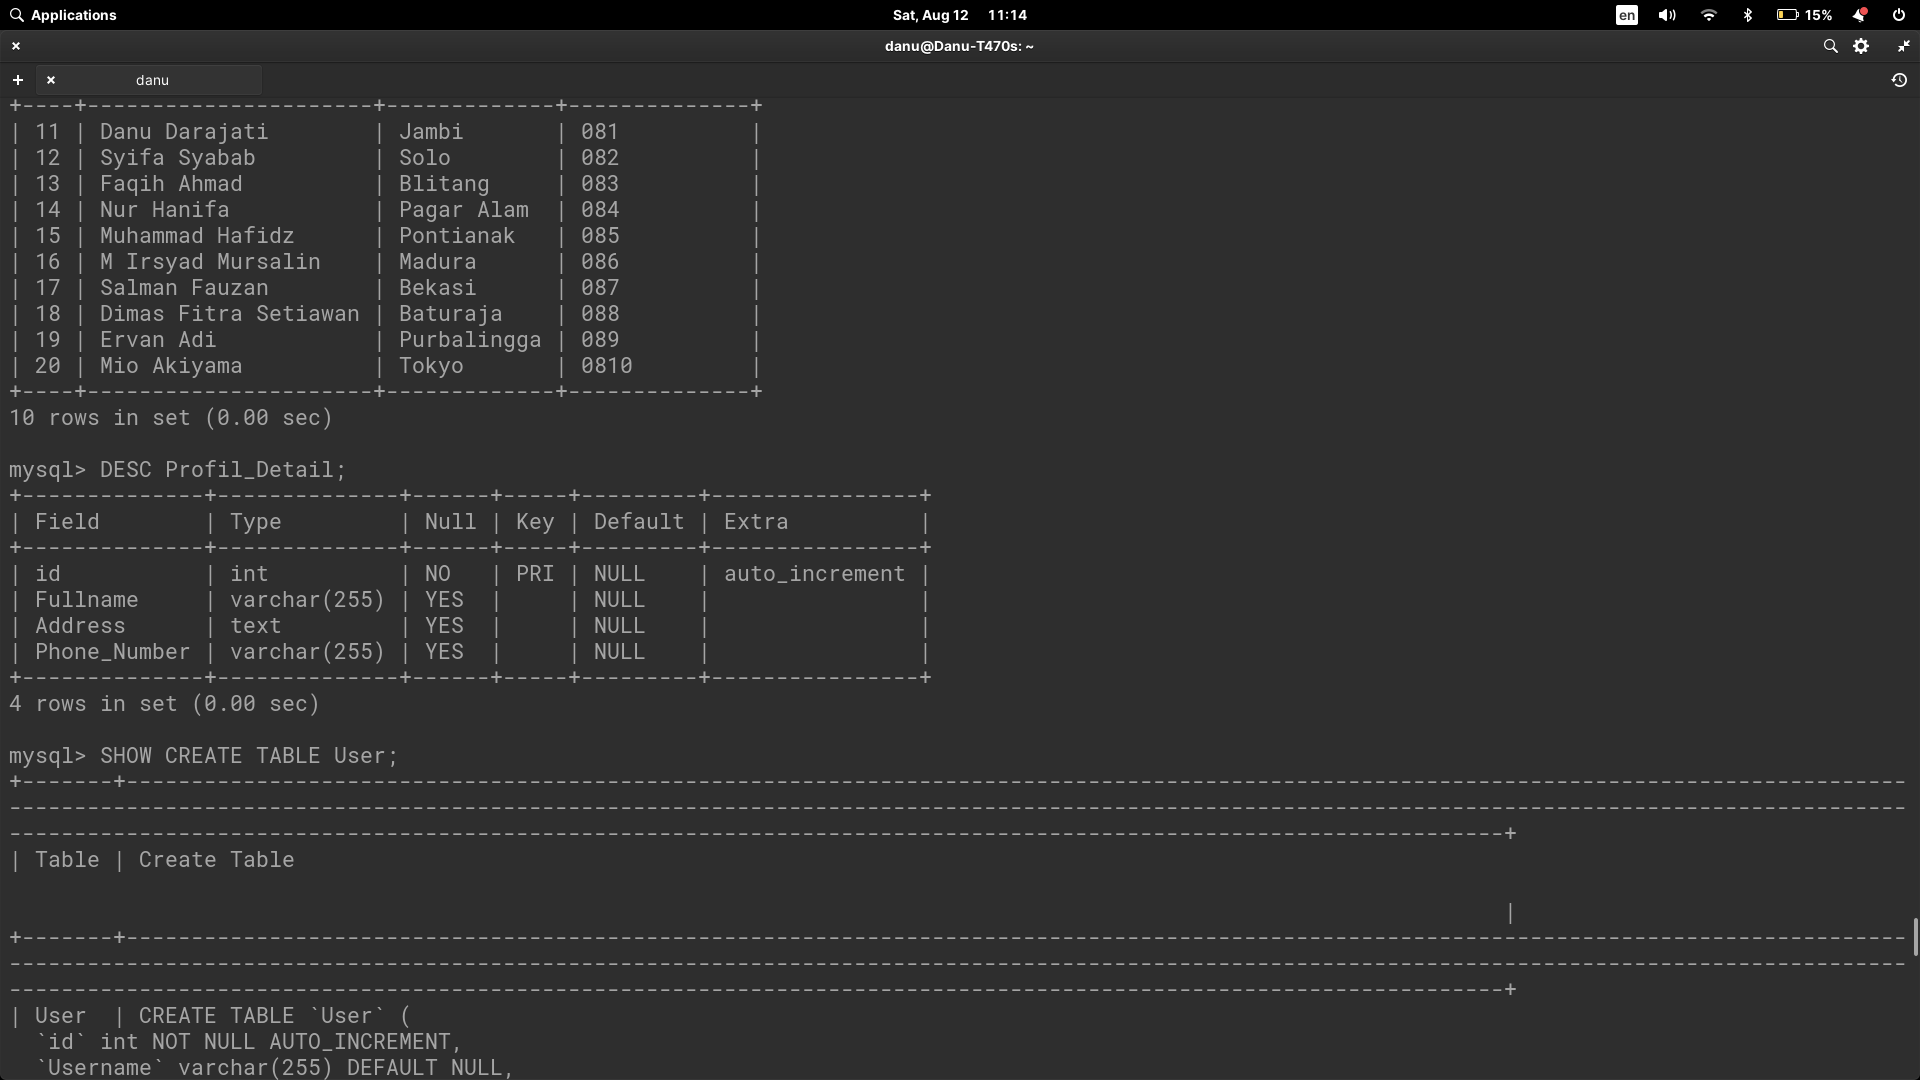 Applications
Sat, Aug 12 11:14
en
15%
danu@Danu-T470s: ~
danu
+----+----------------------+-------------+--------------+
| 11 | Danu Darajati        | Jambi       | 081          |
| 12 | Syifa Syabab         | Solo        | 082          |
| 13 | Faqih Ahmad          | Blitang     | 083          |
| 14 | Nur Hanifa           | Pagar Alam  | 084          |
| 15 | Muhammad Hafidz      | Pontianak   | 085          |
| 16 | M Irsyad Mursalin    | Madura      | 086          |
| 17 | Salman Fauzan        | Bekasi      | 087          |
| 18 | Dimas Fitra Setiawan | Baturaja    | 088          |
| 19 | Ervan Adi            | Purbalingga | 089          |
| 20 | Mio Akiyama          | Tokyo       | 0810         |
+----+----------------------+-------------+--------------+
10 rows in set (0.00 sec)
mysql> DESC Profil_Detail;
+--------------+--------------+------+-----+---------+----------------+
| Field        | Type         | Null | Key | Default | Extra          |
+--------------+--------------+------+-----+---------+----------------+
| id           | int          | NO   | PRI | NULL    | auto_increment |
| Fullname     | varchar(255) | YES  |     | NULL    |                |
| Address      | text         | YES  |     | NULL    |                |
| Phone_Number | varchar(255) | YES  |     | NULL    |                |
+--------------+--------------+------+-----+---------+----------------+
4 rows in set (0.00 sec)
mysql> SHOW CREATE TABLE User;
| Table | Create Table
|
| User  | CREATE TABLE `User` (
  `id` int NOT NULL AUTO_INCREMENT,
  `Username` varchar(255) DEFAULT NULL,